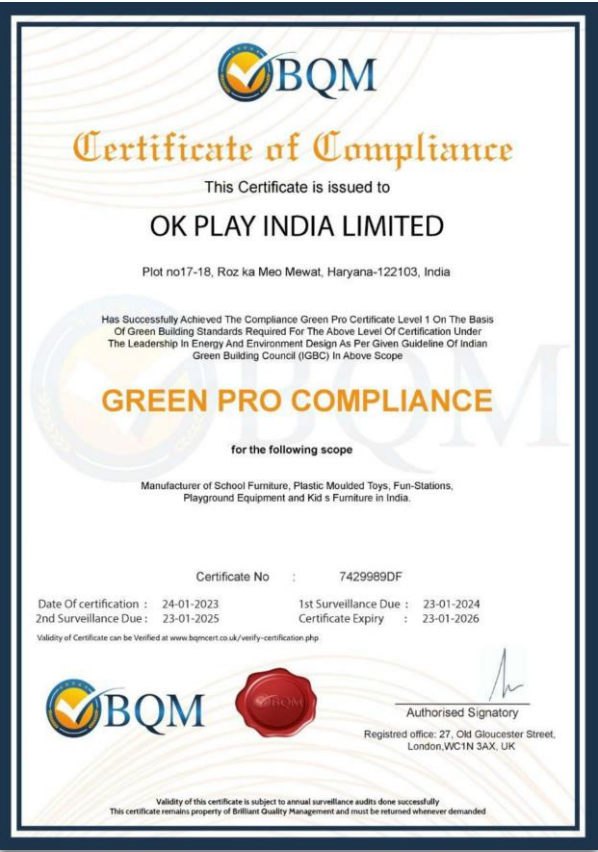 BQM
Certificate of Compliance
This Certificate is issued to
OK PLAY INDIA LIMITED
Plot no17-18, Roz ka Meo Mewat, Haryana-122103, India
Has Successfully Achieved The Compliance Green Pro Certificate Level 1 On The Basis
Of Green Building Standards Required For The Above Level Of Certification Under
The Leadership In Energy And Environment Design As Per Given Guideline Of Indian
Green Building Council (IGBC) In Above Scope
BQM
GREEN PRO COMPLIANCE
for the following scope
Manufacturer of School Furniture, Plastic Moulded Toys, Fun-Stations,
Playground Equipment and Kid s Furniture in India.
Certificate No : 7429989DF
Date Of certification : 24-01-2023 1st Surveillance Due : 23-01-2024
2nd Surveillance Due : 23-01-2025 Certificate Expiry : 23-01-2026
Validity of Certificate can be Verified at www.bqmcert.co.uk/verify-certification.php
BQM
BQM
Authorised Signatory
Registred office: 27, Old Gloucester Street,
London,WC1N 3AX, UK
Validity of this certificate is subject to annual surveillance audits done successfully
This certificate remains property of Brilliant Quality Management and must be returned whenever demanded